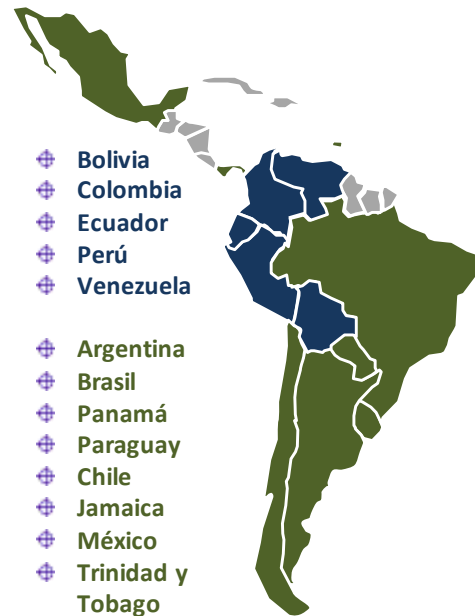 Bolivia
Colombia
Ecuador
Perú
Venezuela
Argentina
Brasil
Panamá
Paraguay
Chile
Jamaica
México
Trinidad y
Tobago